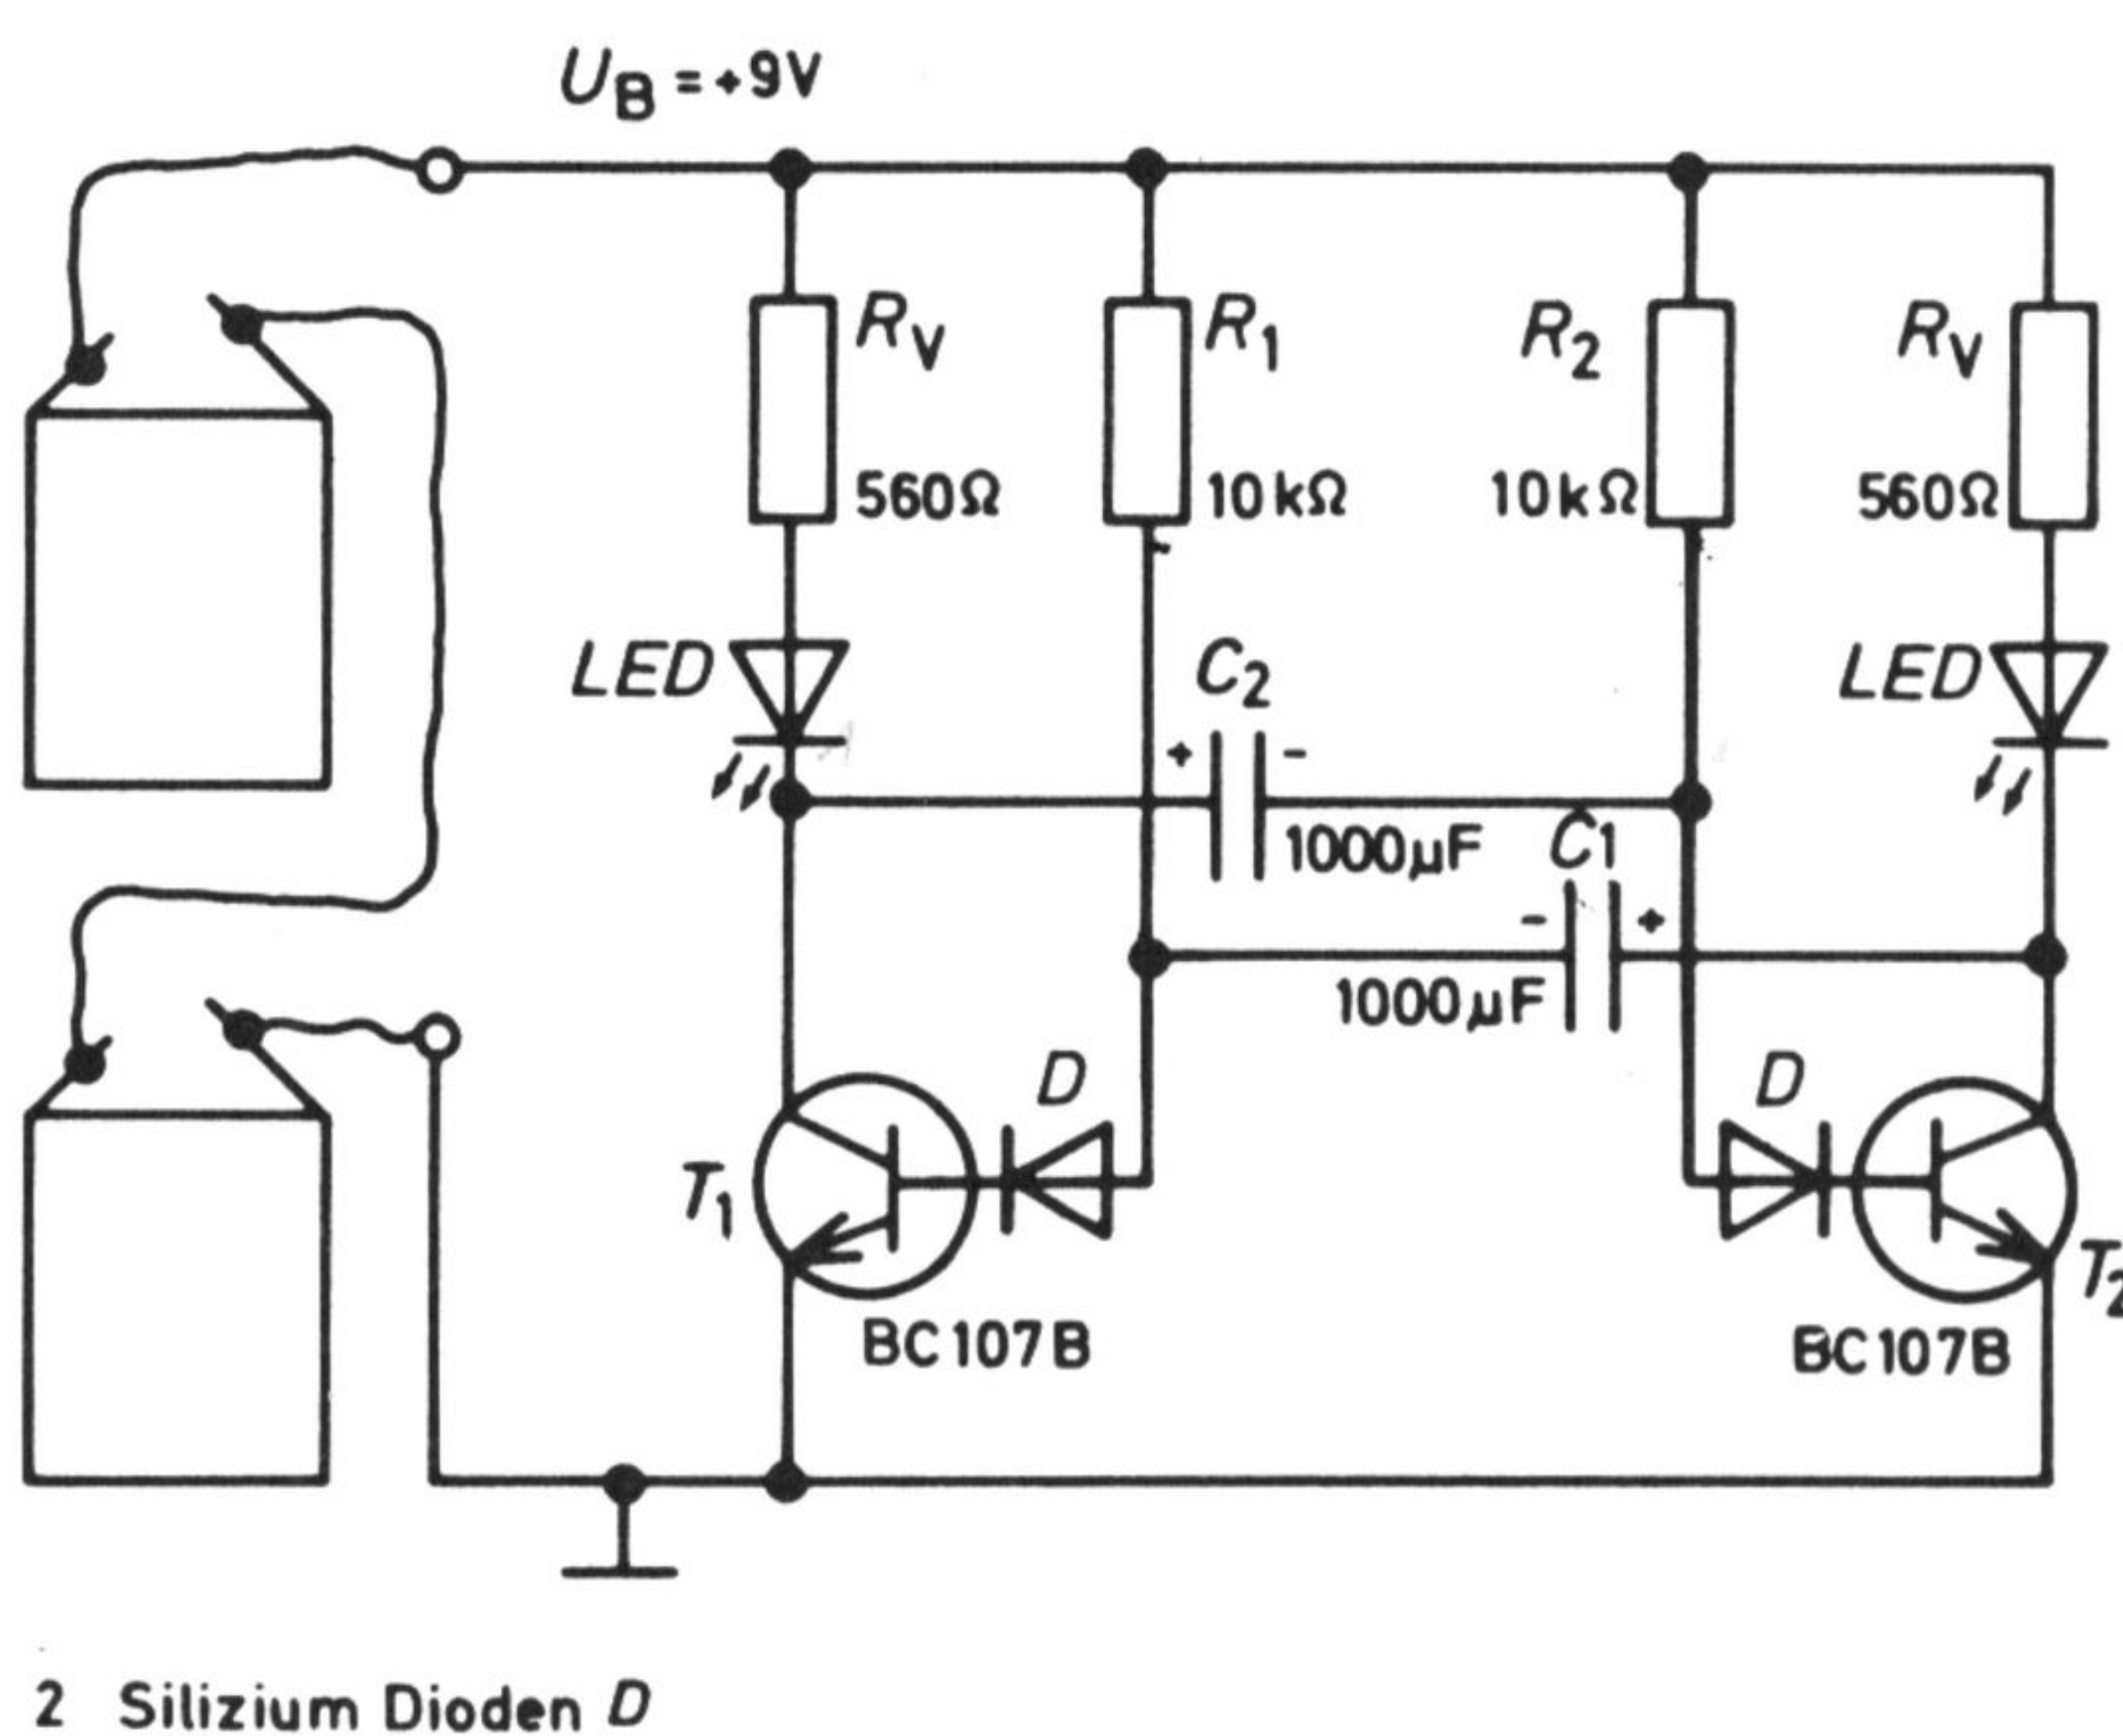 U_B = +9V
R_V
R_1
R_2
R_V
560Ω
10kΩ
10kΩ
560Ω
LED
C_2
LED
+ -
1000µF
C1
- +
1000µF
D
D
T_1
T_2
BC107B
BC107B
2 Silizium Dioden D